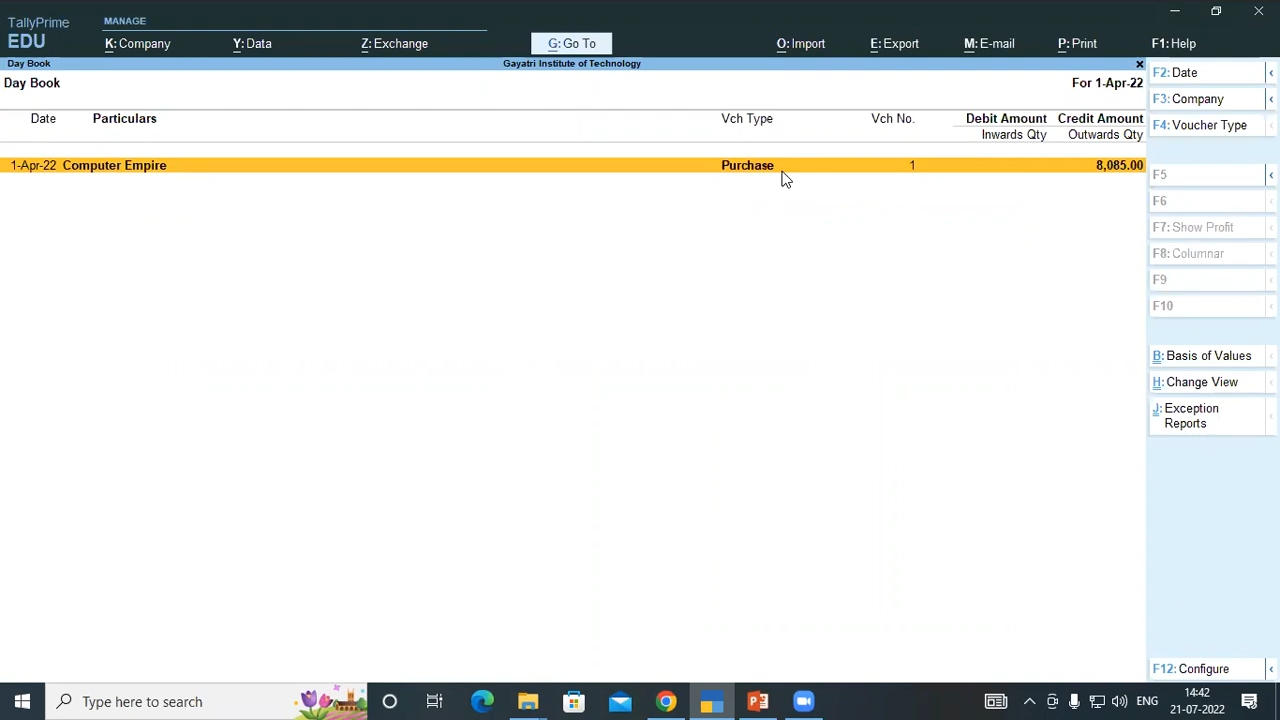 TallyPrime
EDU
MANAGE
K: Company
Y: Data
Z: Exchange
G: Go To
O: Import
E: Export
M: E-mail
P: Print
F1: Help
Day Book
Gayatri Institute of Technology
Day Book
For 1-Apr-22
Date Particulars Vch Type Vch No. Debit Amount Credit Amount
Inwards Qty Outwards Qty
1-Apr-22 Computer Empire Purchase 1 8,085.00
F2: Date
F3: Company
F4: Voucher Type
F5
F6
F7: Show Profit
F8: Columnar
F9
F10
B: Basis of Values
H: Change View
J: Exception
Reports
F12: Configure
Type here to search
ENG
14:42
21-07-2022